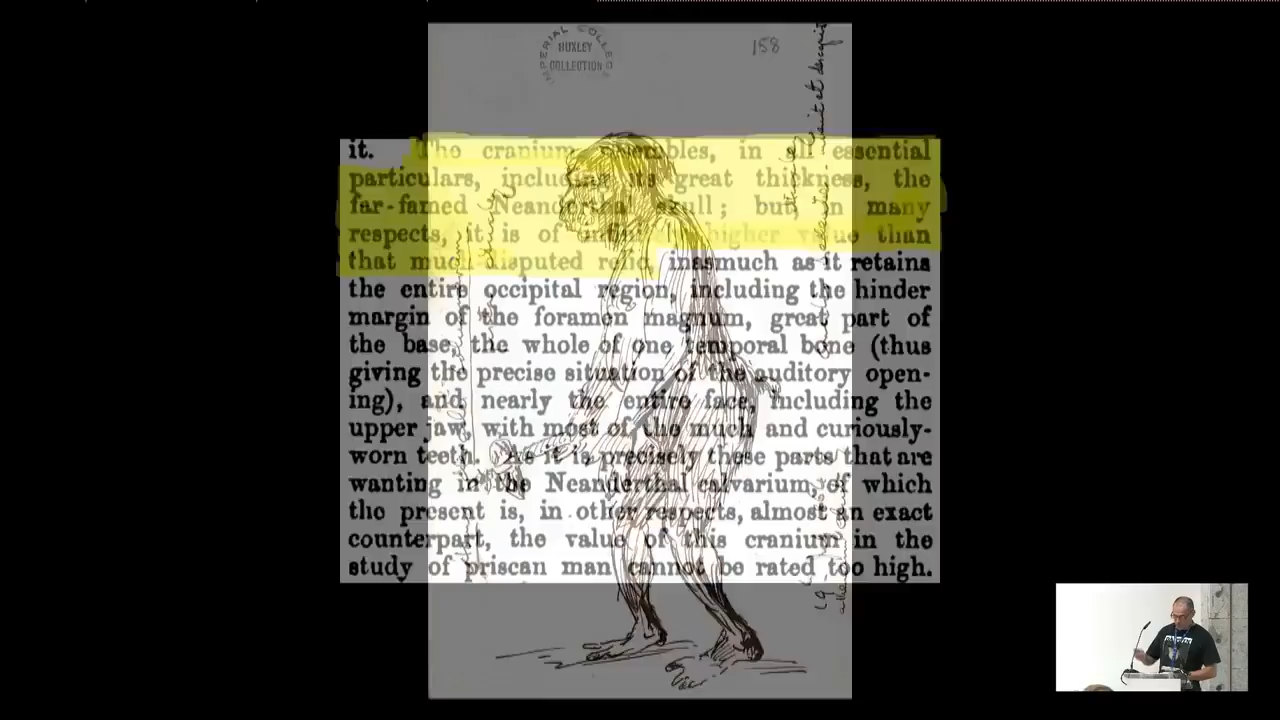 IMPERIAL COLLEGE
HUXLEY
COLLECTION
158
it. The cranium resembles, in all essential
particulars, including its great thickness, the
far-famed Neanderthal skull; but, in many
respects, it is of infinitely higher value than
that much-disputed relic, inasmuch as it retains
the entire occipital region, including the hinder
margin of the foramen magnum, great part of
the base, the whole of one temporal bone (thus
giving the precise situation of the auditory open-
ing), and nearly the entire face, including the
upper jaw, with most of the much and curiously-
worn teeth. As it is precisely these parts that are
wanting in the Neanderthal calvarium, of which
the present is, in other respects, almost an exact
counterpart, the value of this cranium in the
study of priscan man cannot be rated too high.